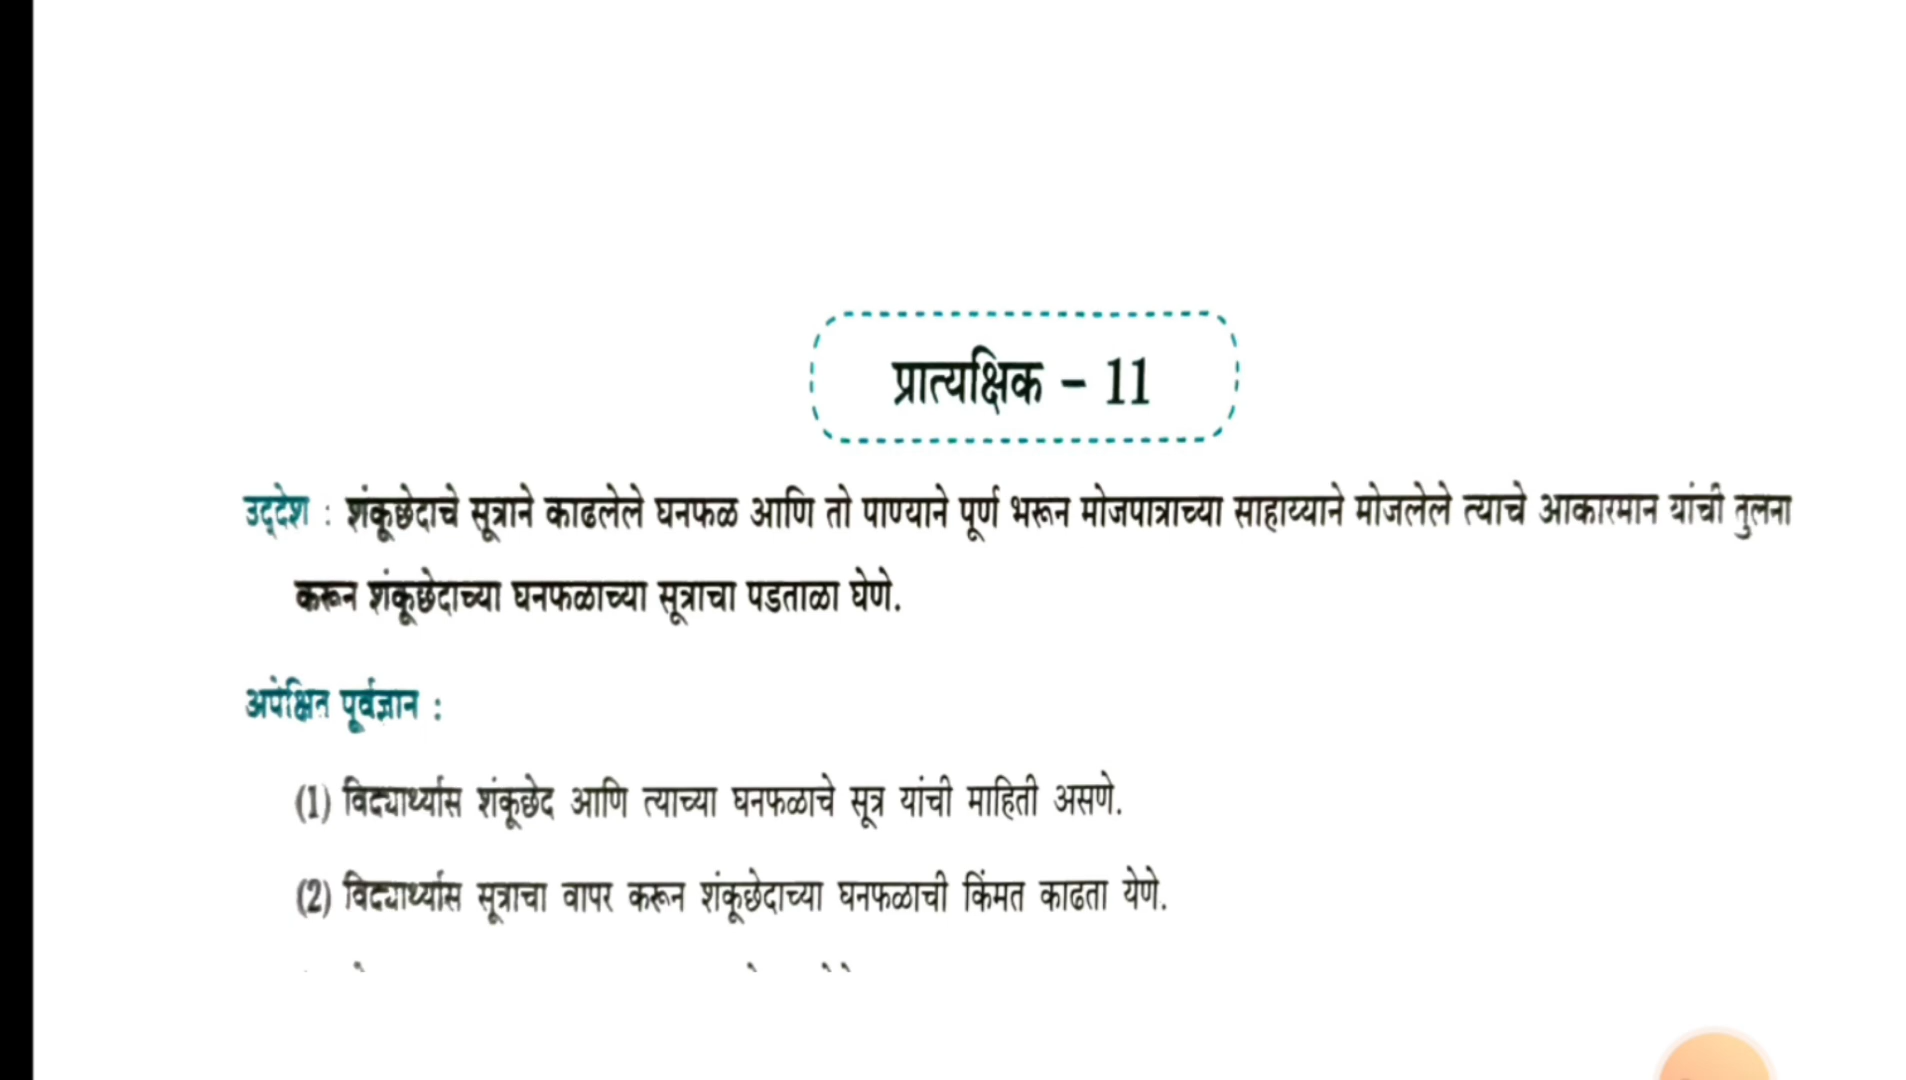 प्रात्यक्षिक – 11
उद्देश : शंकूछेदाचे सूत्राने काढलेले घनफळ आणि तो पाण्याने पूर्ण भरून मोजपात्राच्या साहाय्याने मोजलेले त्याचे आकारमान यांची तुलना
करून शंकूछेदाच्या घनफळाच्या सूत्राचा पडताळा घेणे.
अपेक्षित पूर्वज्ञान :
(1) विद्यार्थ्यास शंकूछेद आणि त्याच्या घनफळाचे सूत्र यांची माहिती असणे.
(2) विद्यार्थ्यास सूत्राचा वापर करून शंकूछेदाच्या घनफळाची किंमत काढता येणे.